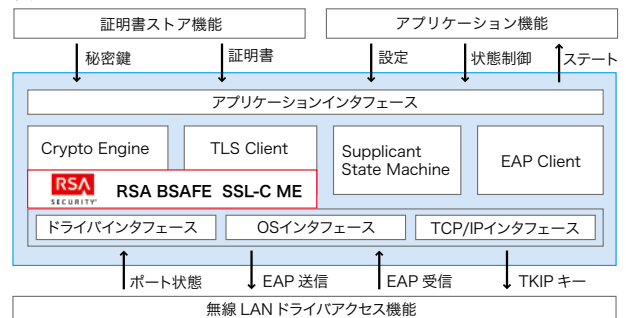 証明書ストア機能
アプリケーション機能
秘密鍵
証明書
設定
状態制御
ステート
アプリケーションインタフェース
Crypto Engine
TLS Client
Supplicant
State Machine
EAP Client
RSA
SECURITY
RSA BSAFE SSL-C ME
ドライバインタフェース
OSインタフェース
TCP/IPインタフェース
ポート状態
EAP 送信
EAP 受信
TKIP キー
無線 LAN ドライバアクセス機能